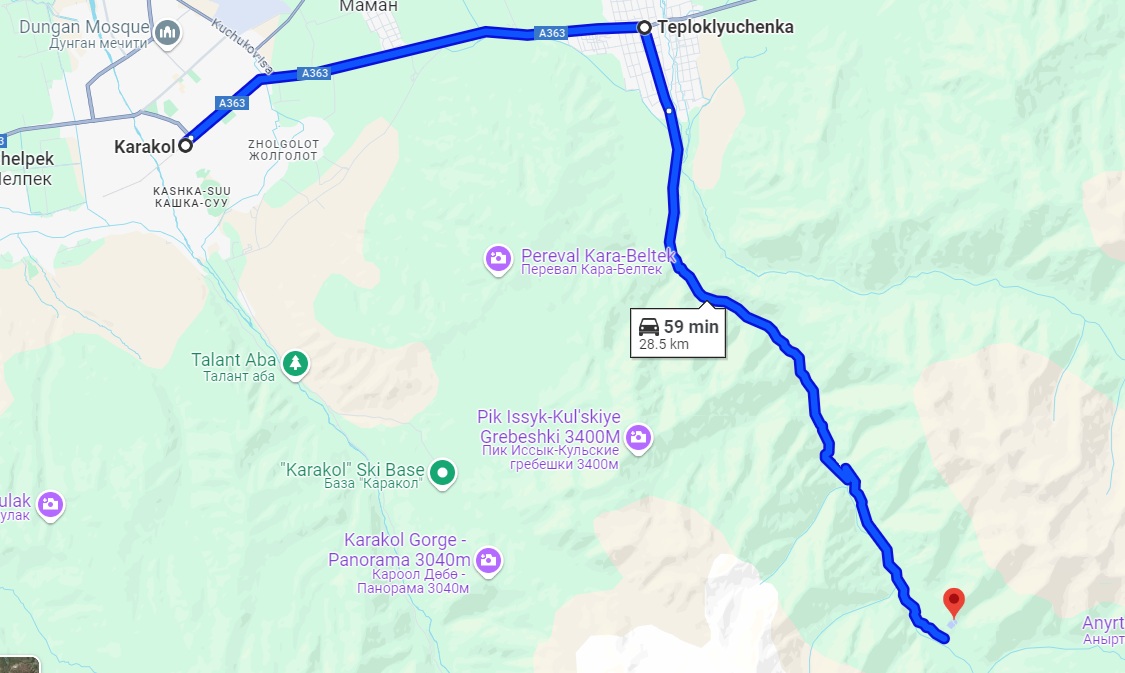 Маман
Dungan Mosque
Дунган мечити
Kuchukov-Isa
A363
Teploklyuchenka
A363
A363
Karakol
ZHOLGOLOT
ЖОЛГОЛОТ
helpek
Челпек
KASHKA-SUU
КАШКА-СУУ
Pereval Kara-Beltek
Перевал Кара-Белтек
59 min
28.5 km
Talant Aba
Талант аба
Pik Issyk-Kul'skiye
Grebeshki 3400M
Пик Иссык-Кульские
гребешки 3400м
"Karakol" Ski Base
База "Каракол"
ulak
улак
Karakol Gorge -
Panorama 3040m
Кароол Дөбө -
Панорама 3040м
Anyrt
Анырт